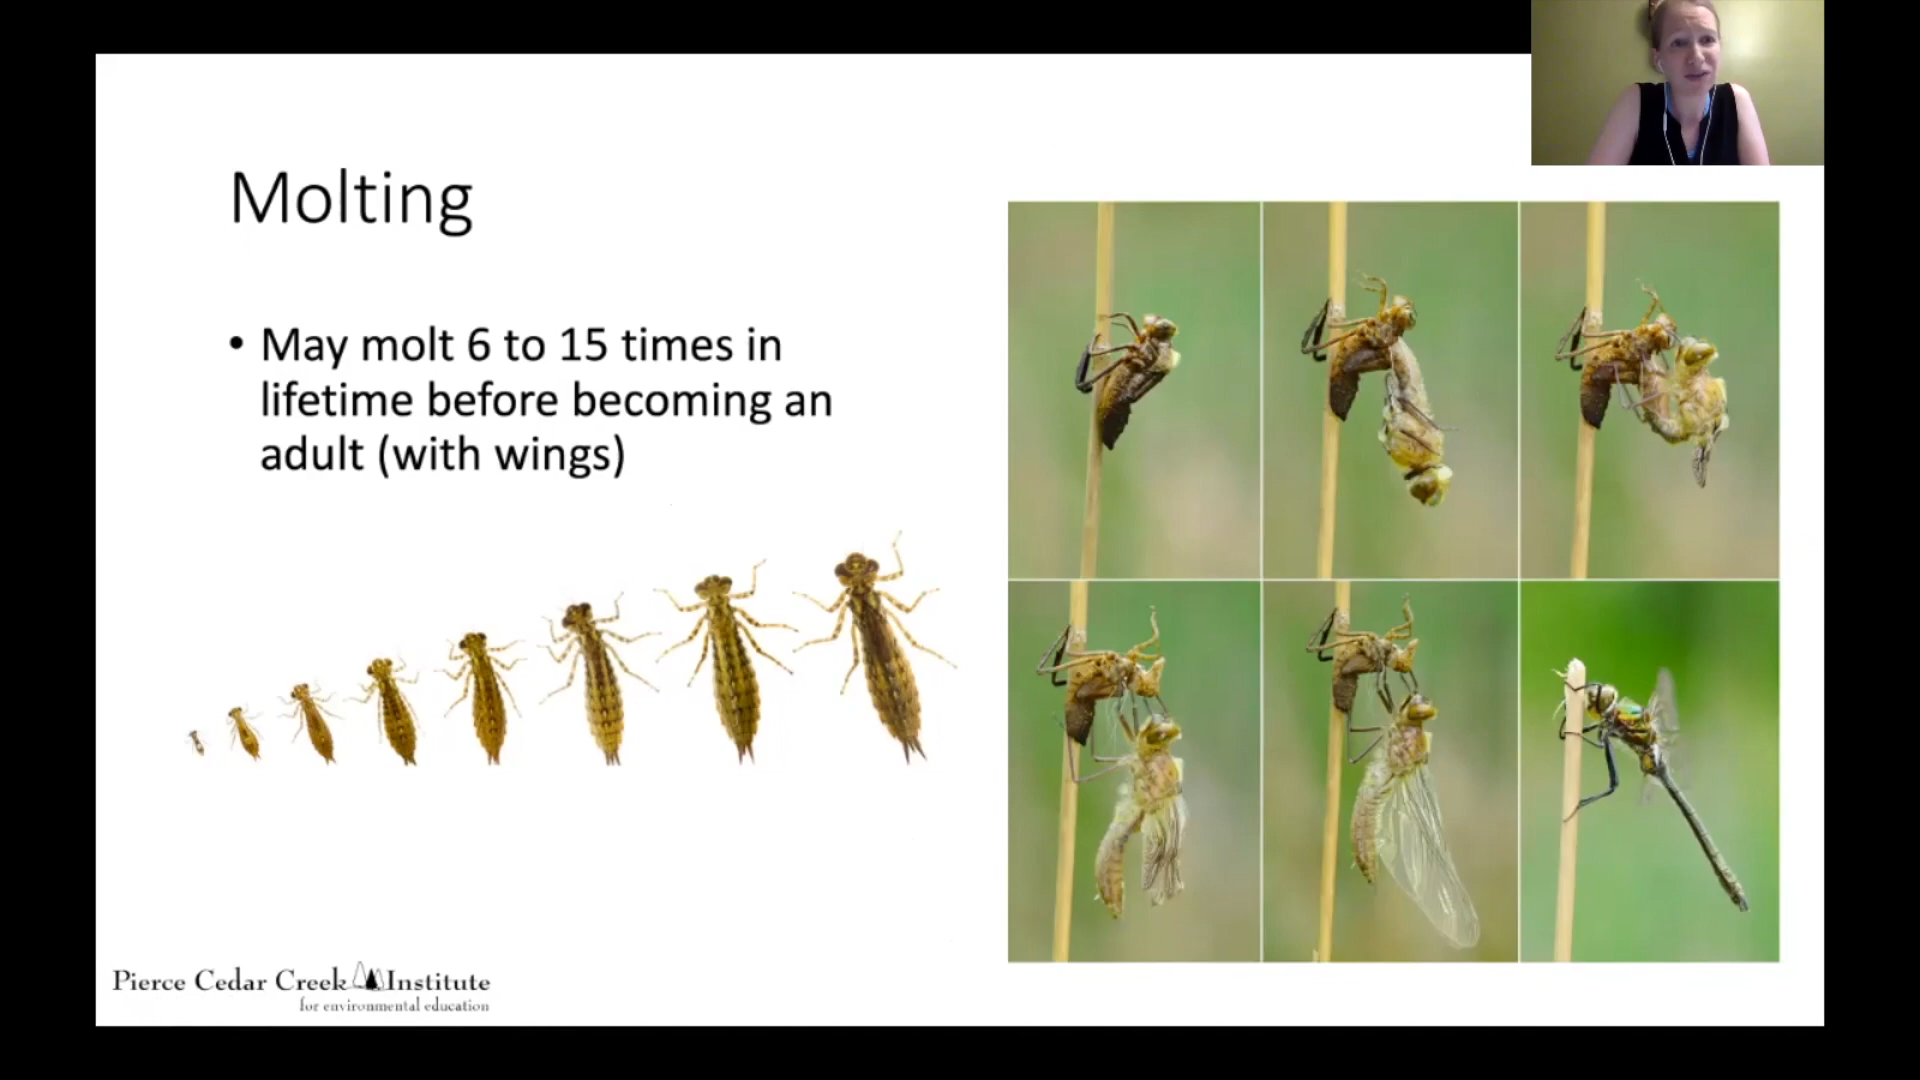 Molting
• May molt 6 to 15 times in
lifetime before becoming an
adult (with wings)
Pierce Cedar Creek Institute
for environmental education